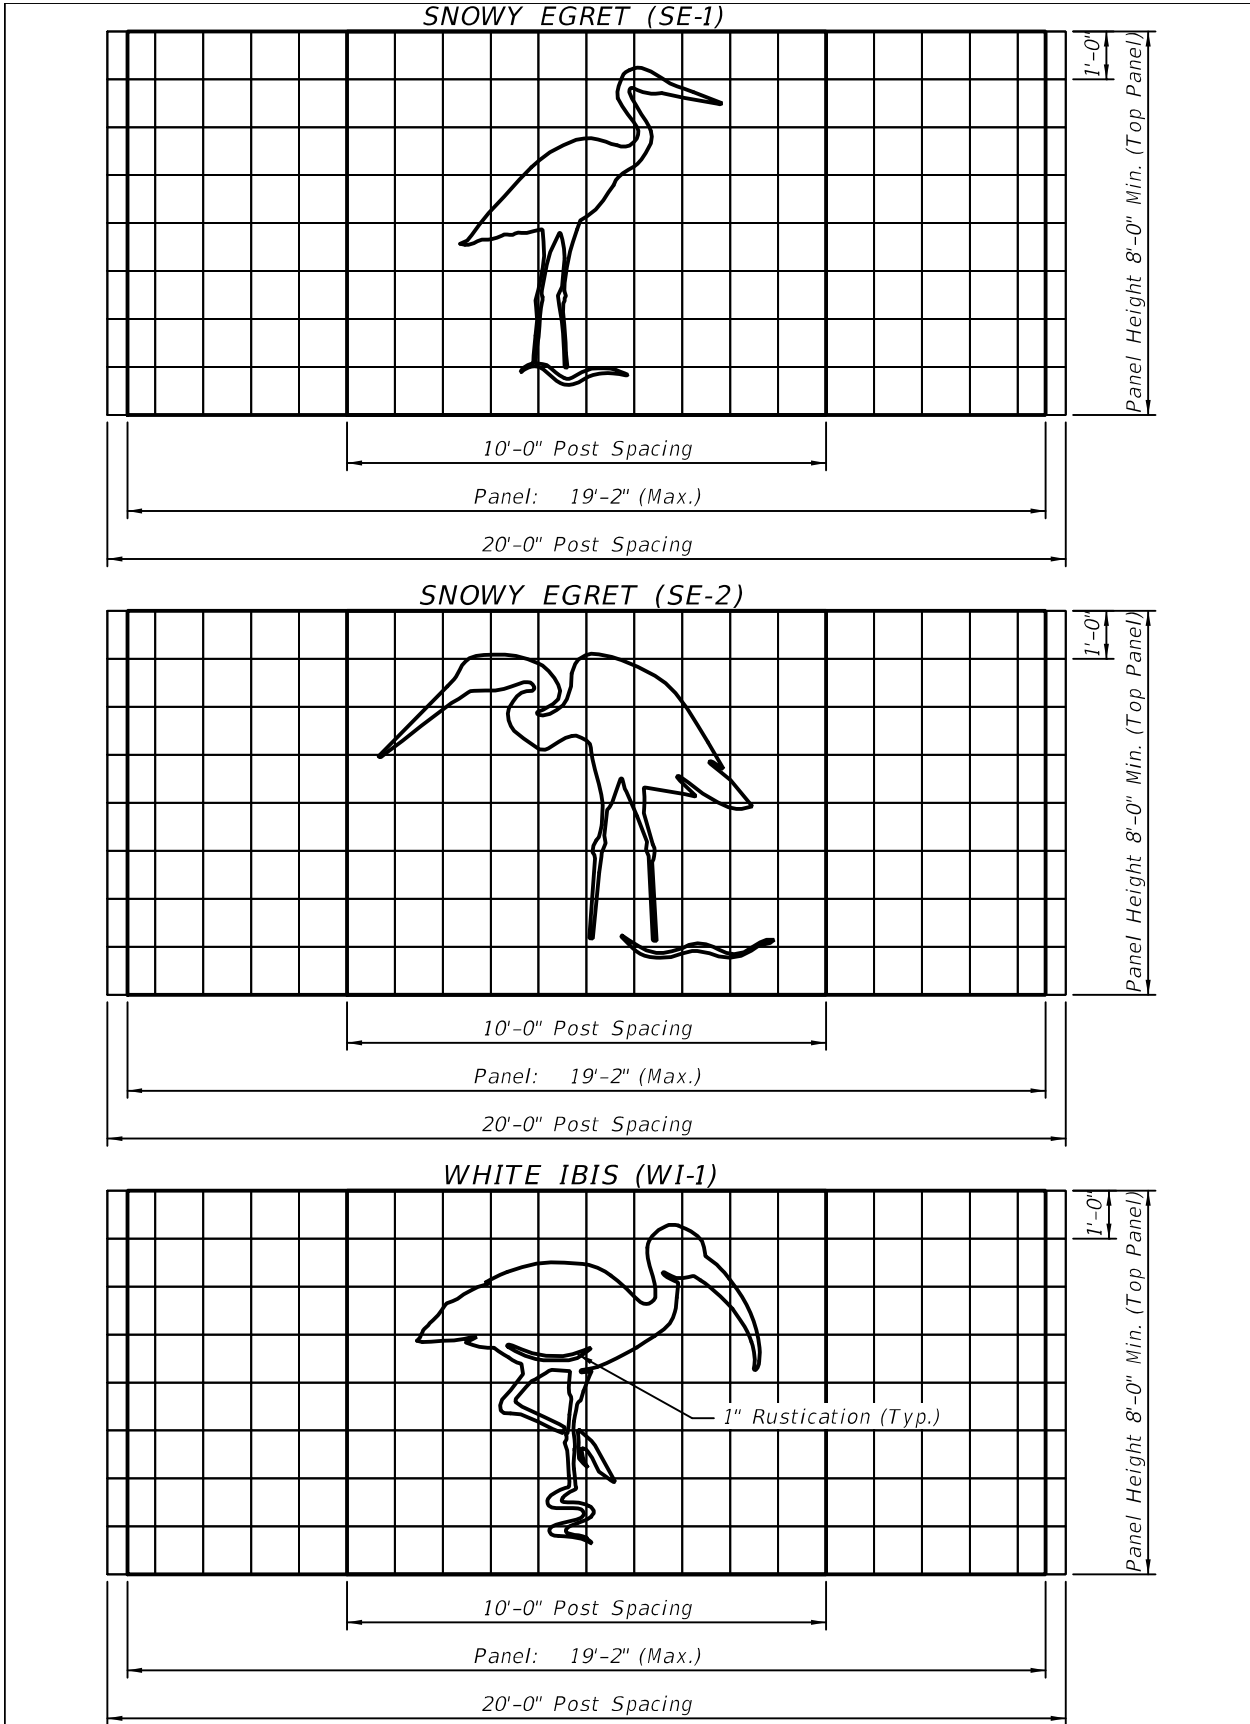 SNOWY EGRET (SE-1)
1'-0"
Panel Height 8'-0" Min. (Top Panel)
10'-0" Post Spacing
Panel: 19'-2" (Max.)
20'-0" Post Spacing
SNOWY EGRET (SE-2)
1'-0"
Panel Height 8'-0" Min. (Top Panel)
10'-0" Post Spacing
Panel: 19'-2" (Max.)
20'-0" Post Spacing
WHITE IBIS (WI-1)
1'-0"
Panel Height 8'-0" Min. (Top Panel)
1" Rustication (Typ.)
10'-0" Post Spacing
Panel: 19'-2" (Max.)
20'-0" Post Spacing